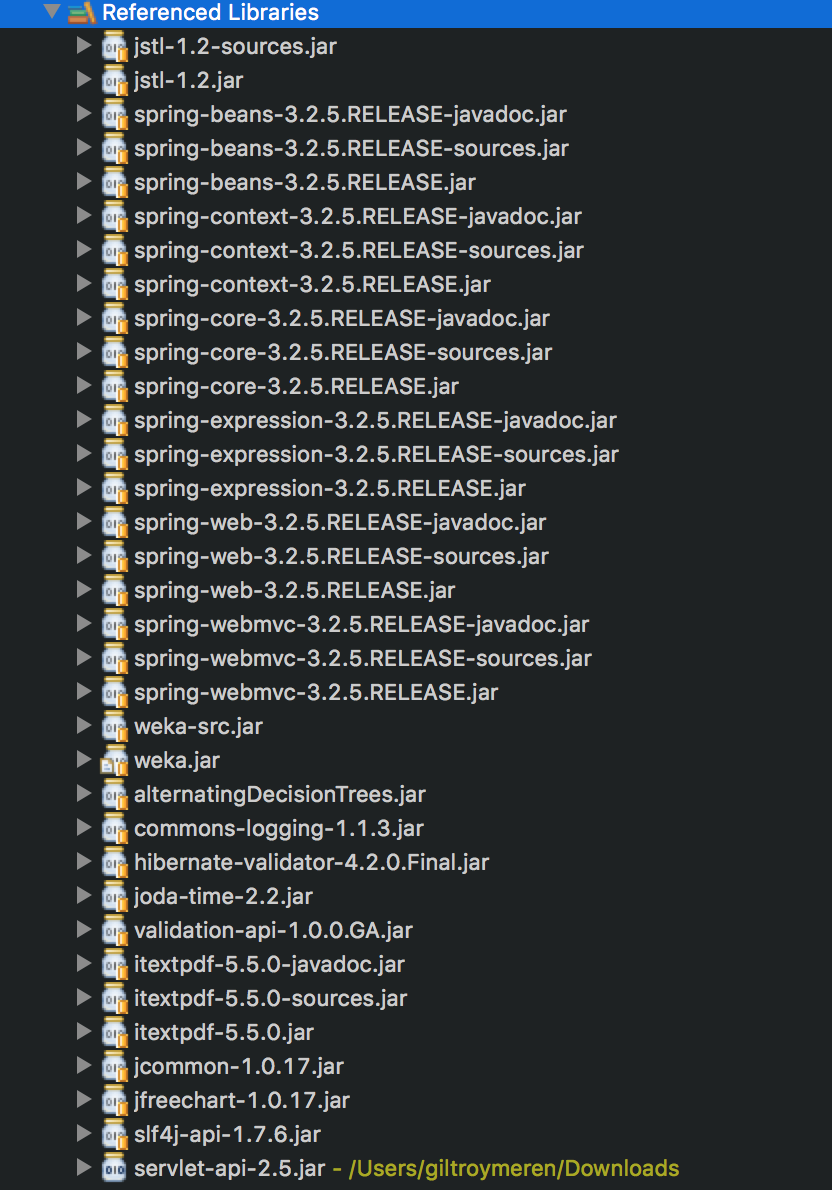 Referenced Libraries
jstl-1.2-sources.jar
jstl-1.2.jar
spring-beans-3.2.5.RELEASE-javadoc.jar
spring-beans-3.2.5.RELEASE-sources.jar
spring-beans-3.2.5.RELEASE.jar
spring-context-3.2.5.RELEASE-javadoc.jar
spring-context-3.2.5.RELEASE-sources.jar
spring-context-3.2.5.RELEASE.jar
spring-core-3.2.5.RELEASE-javadoc.jar
spring-core-3.2.5.RELEASE-sources.jar
spring-core-3.2.5.RELEASE.jar
spring-expression-3.2.5.RELEASE-javadoc.jar
spring-expression-3.2.5.RELEASE-sources.jar
spring-expression-3.2.5.RELEASE.jar
spring-web-3.2.5.RELEASE-javadoc.jar
spring-web-3.2.5.RELEASE-sources.jar
spring-web-3.2.5.RELEASE.jar
spring-webmvc-3.2.5.RELEASE-javadoc.jar
spring-webmvc-3.2.5.RELEASE-sources.jar
spring-webmvc-3.2.5.RELEASE.jar
weka-src.jar
weka.jar
alternatingDecisionTrees.jar
commons-logging-1.1.3.jar
hibernate-validator-4.2.0.Final.jar
joda-time-2.2.jar
validation-api-1.0.0.GA.jar
itextpdf-5.5.0-javadoc.jar
itextpdf-5.5.0-sources.jar
itextpdf-5.5.0.jar
jcommon-1.0.17.jar
jfreechart-1.0.17.jar
slf4j-api-1.7.6.jar
servlet-api-2.5.jar - /Users/giltroymeren/Downloads